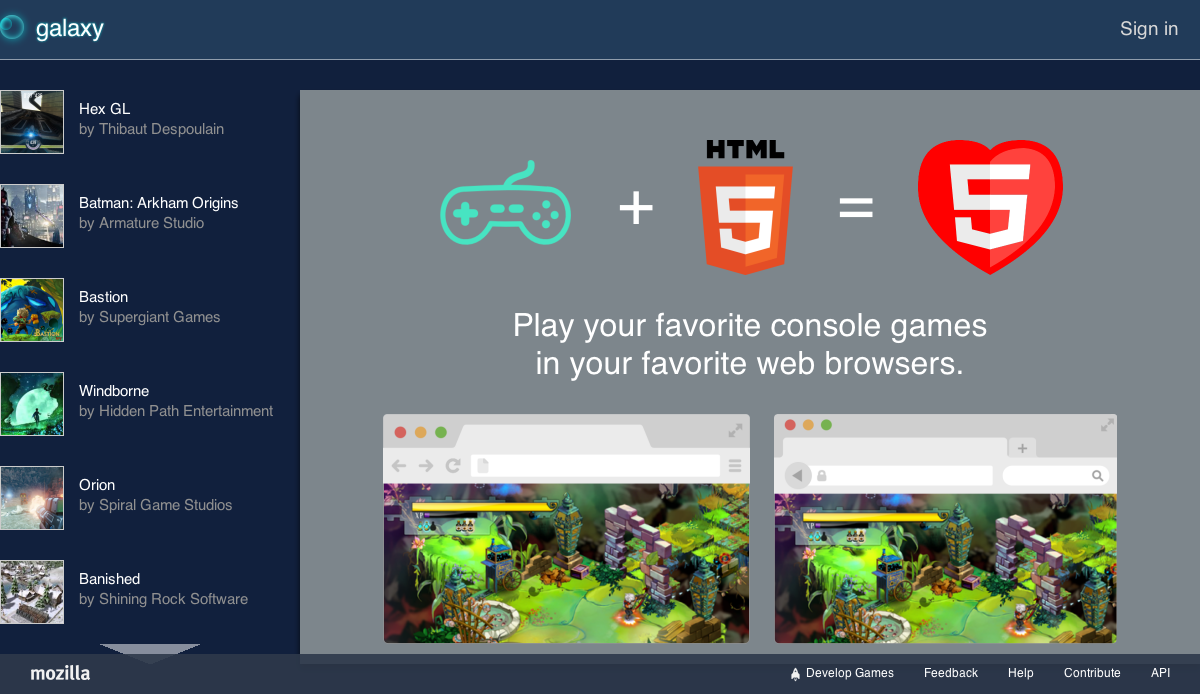 galaxy
Sign in
Hex GL
by Thibaut Despoulain
Batman: Arkham Origins
by Armature Studio
Bastion
by Supergiant Games
Windborne
by Hidden Path Entertainment
Orion
by Spiral Game Studios
Banished
by Shining Rock Software
HTML
+ 5 = 5
Play your favorite console games
in your favorite web browsers.
mozilla
Develop Games
Feedback
Help
Contribute
API